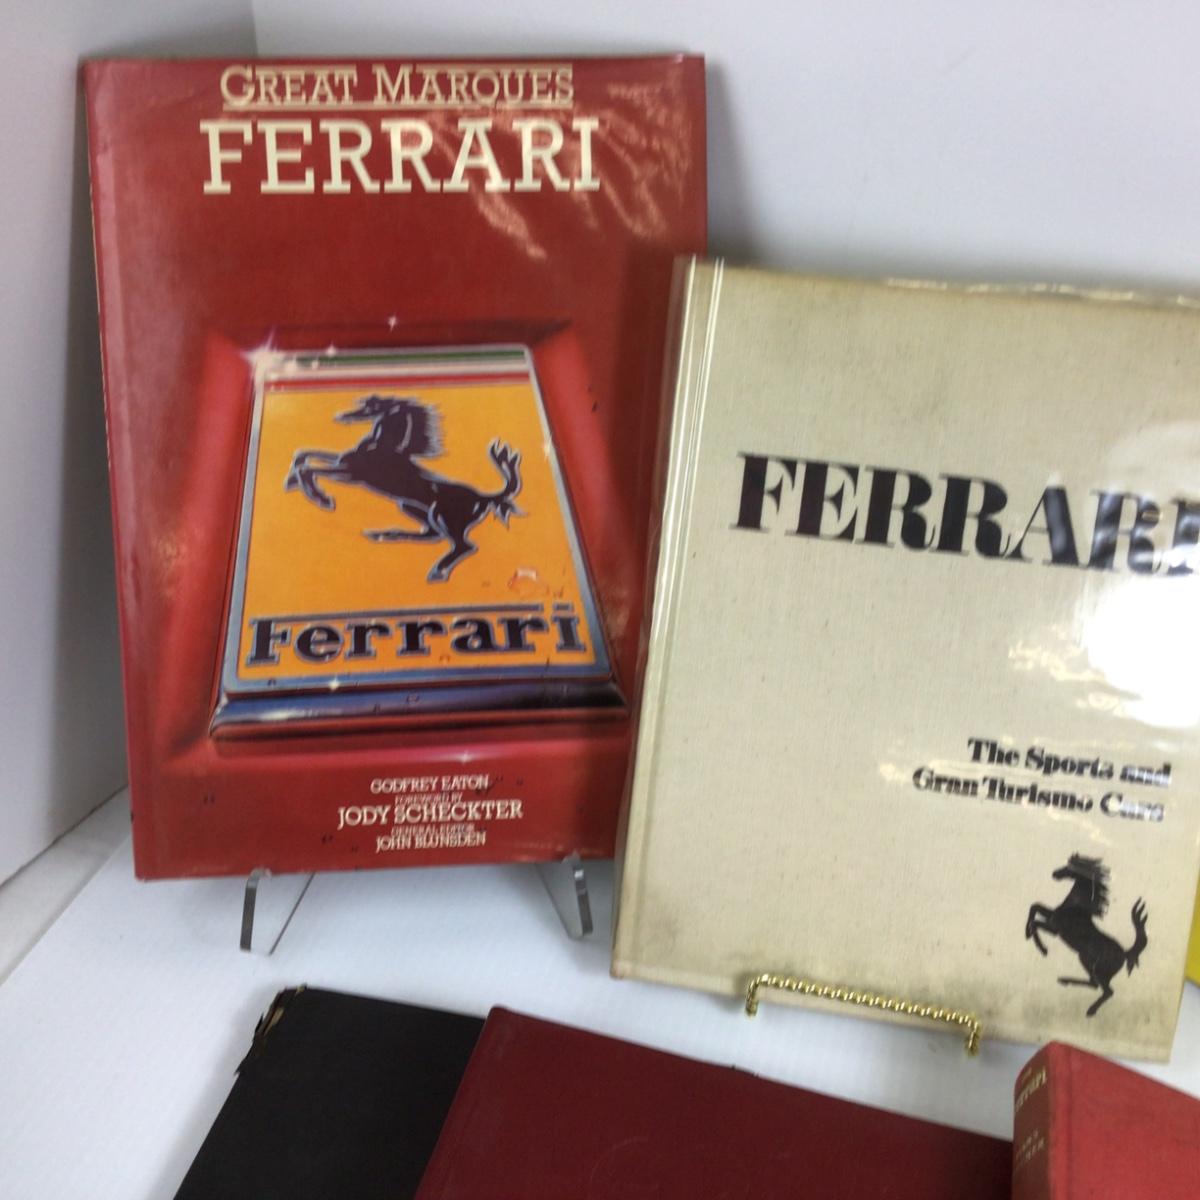 GREAT MARQUES
FERRARI
Ferrari
GODFREY EATON
FOREWORD BY
JODY SCHECKTER
GENERAL EDITOR
JOHN BLUNSDEN
FERRARI
The Sports and
Gran Turismo Cars